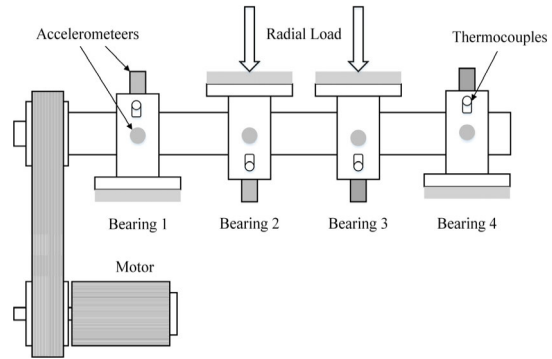 Accelerometeers
Radial Load
Thermocouples
Bearing 1
Bearing 2
Bearing 3
Bearing 4
Motor